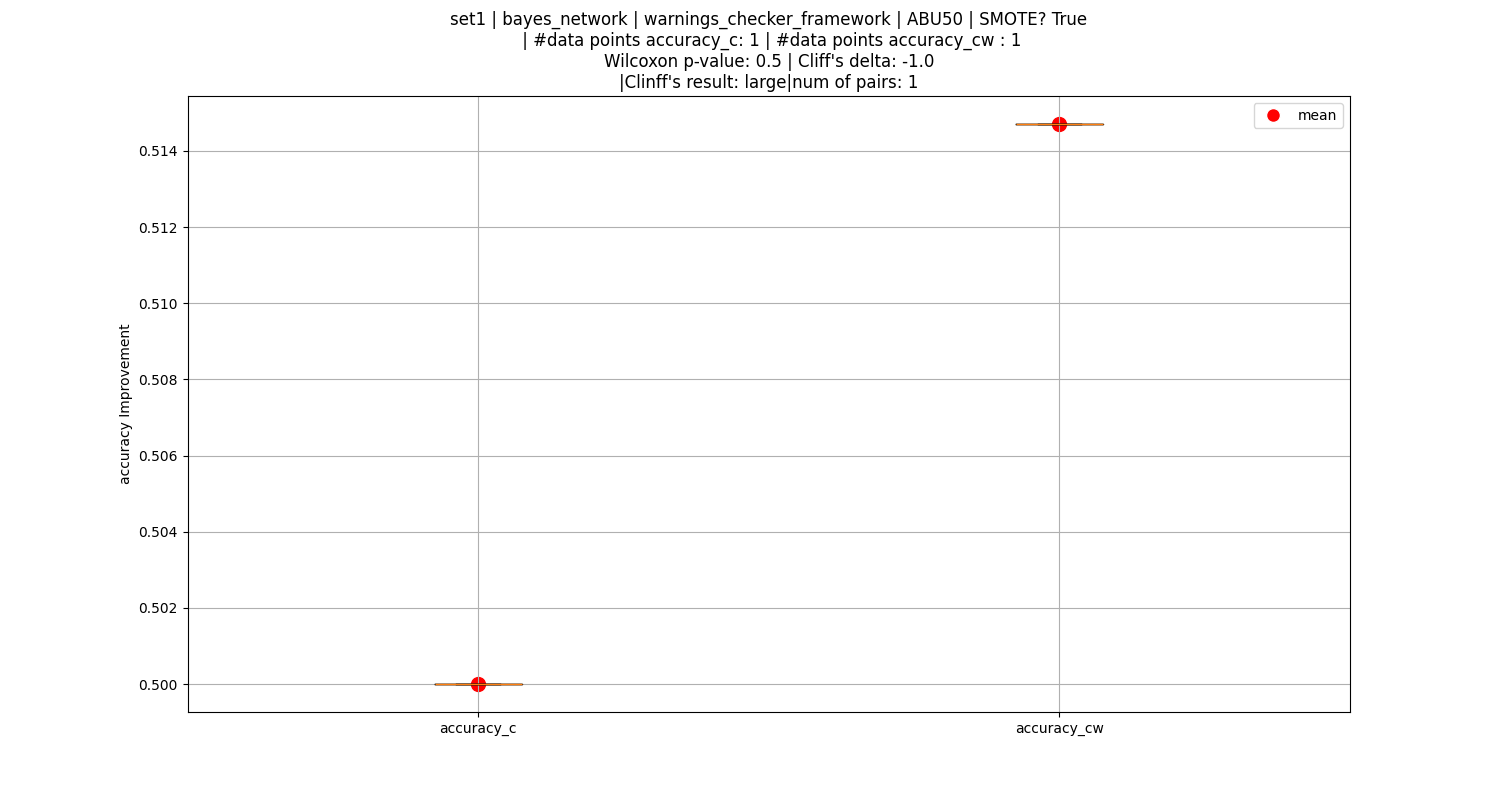 set1 | bayes_network | warnings_checker_framework | ABU50 | SMOTE? True
| #data points accuracy_c: 1 | #data points accuracy_cw : 1
Wilcoxon p-value: 0.5 | Cliff's delta: -1.0
|Clinff's result: large|num of pairs: 1
mean
0.514
0.512
0.510
0.508
0.506
0.504
0.502
0.500
accuracy Improvement
accuracy_c
accuracy_cw